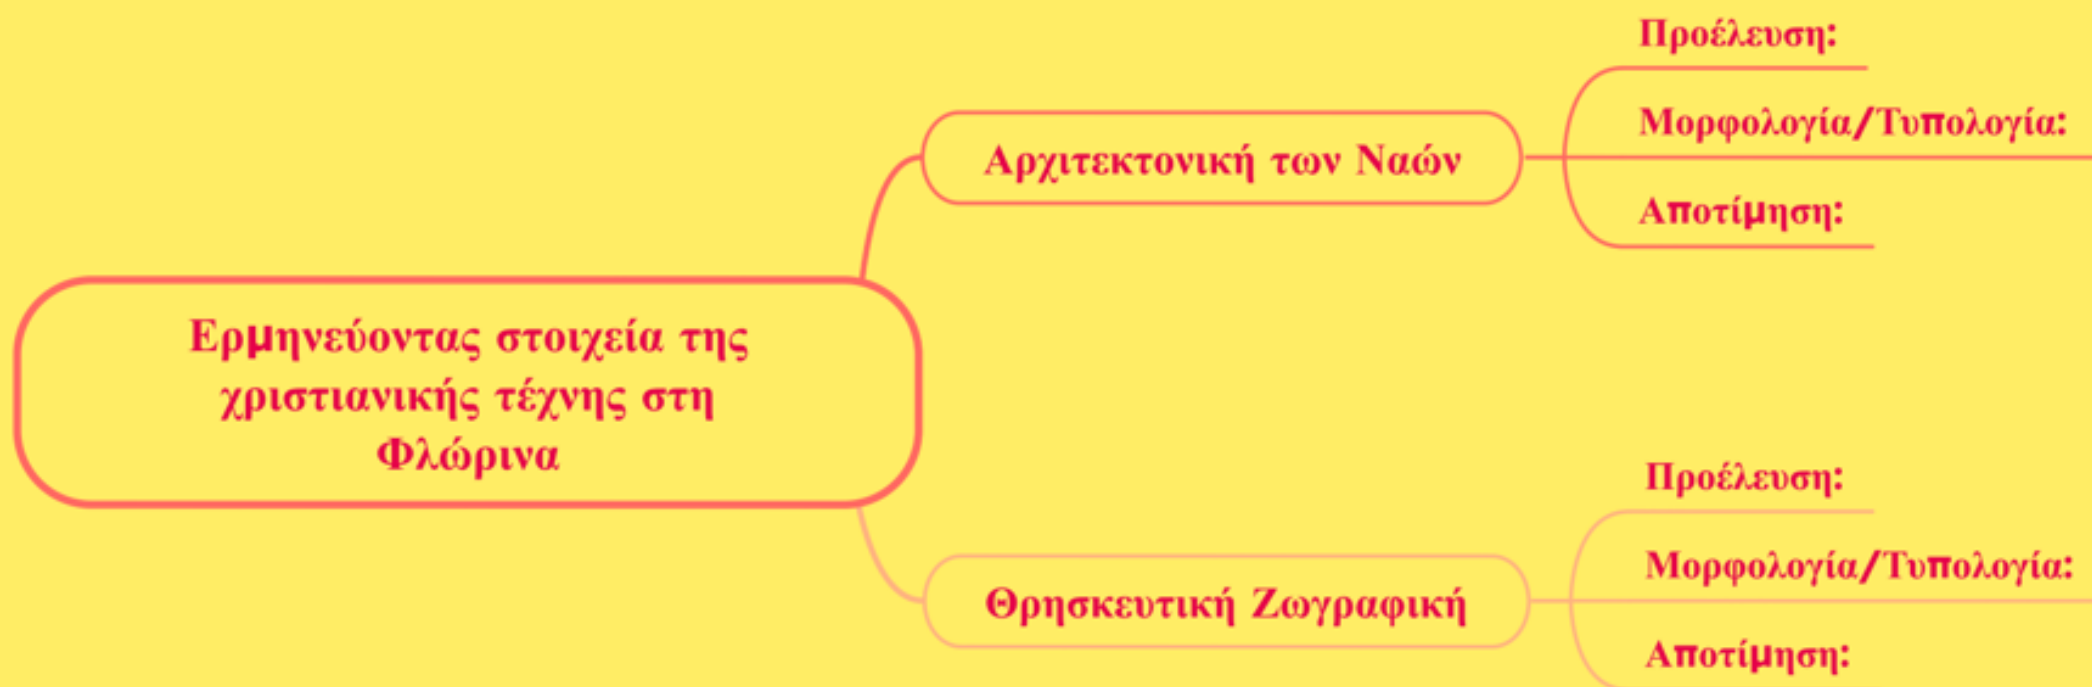 Ερμηνεύοντας στοιχεία της
χριστιανικής τέχνης στη
Φλώρινα
Αρχιτεκτονική των Ναών
Προέλευση:
Μορφολογία/Τυπολογία:
Αποτίμηση:
Θρησκευτική Ζωγραφική
Προέλευση:
Μορφολογία/Τυπολογία:
Αποτίμηση: